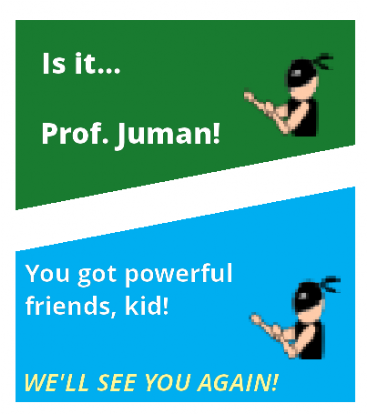 Is it...
Prof. Juman!
You got powerful
friends, kid!
WE'LL SEE YOU AGAIN!